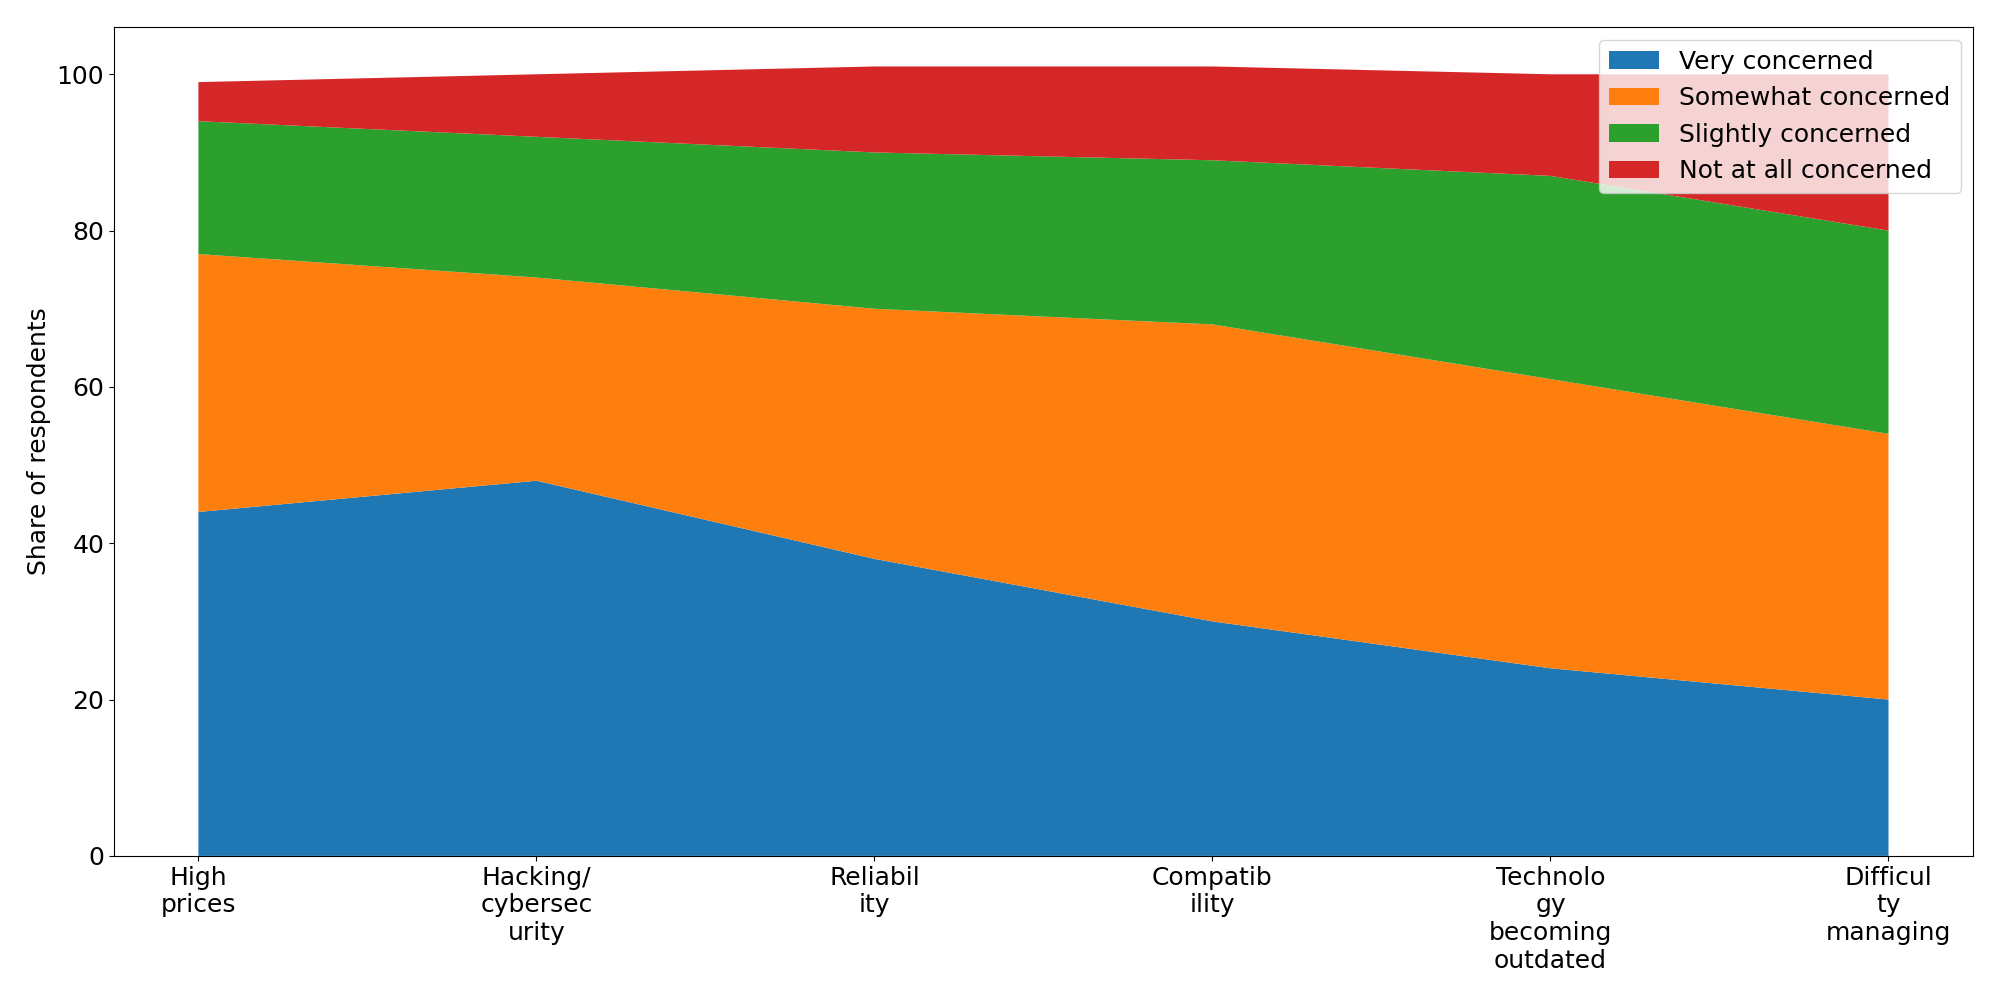 Very concerned
Somewhat concerned
Slightly concerned
Not at all concerned
Share of respondents
100
80
60
40
20
0
High
prices
Hacking/
cybersec
urity
Reliabil
ity
Compatib
ility
Technolo
gy
becoming
outdated
Difficul
ty
managing